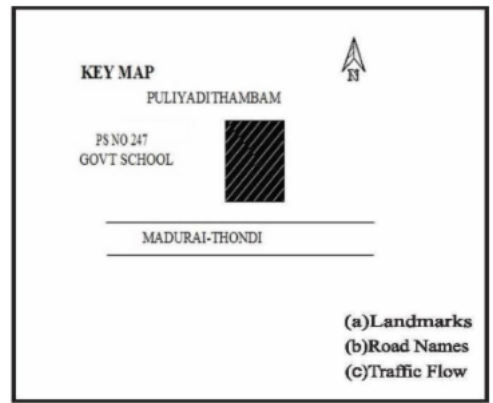 N
KEY MAP
PULIYADITHAMBAM
PS NO 247
GOVT SCHOOL
MADURAI-THONDI
(a)Landmarks
(b)Road Names
(c)Traffic Flow